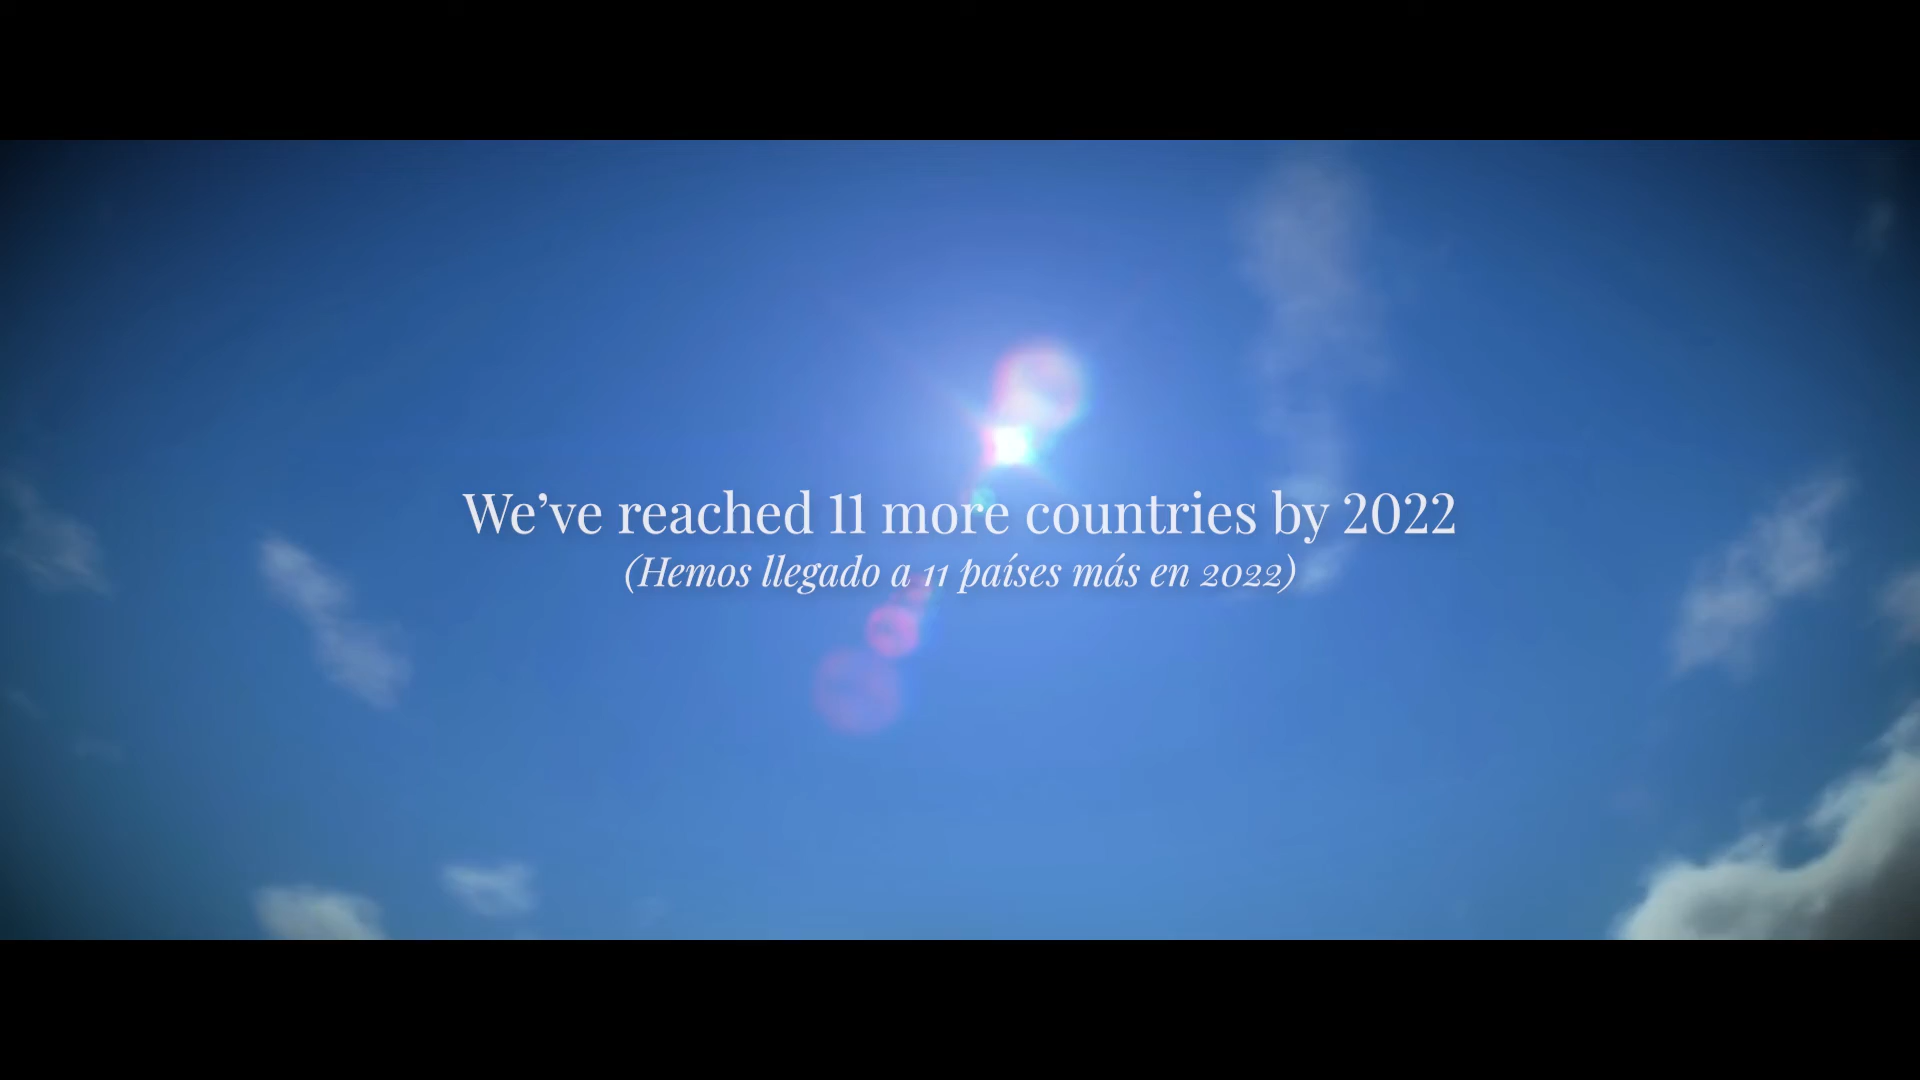 We’ve reached 11 more countries by 2022
(Hemos llegado a 11 países más en 2022)